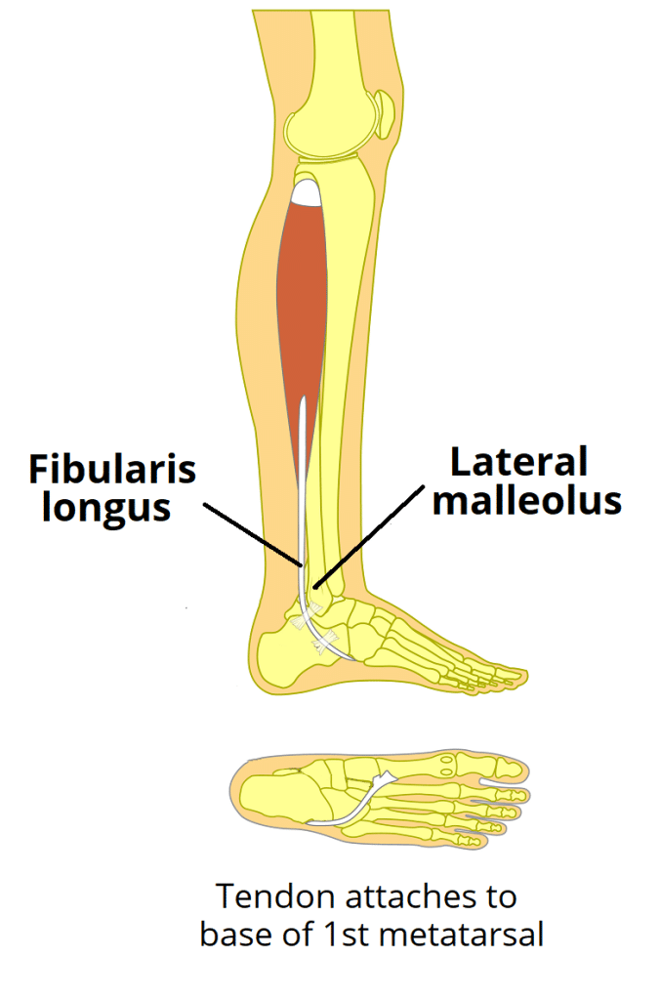 Fibularis
longus
Lateral
malleolus
Tendon attaches to
base of 1st metatarsal